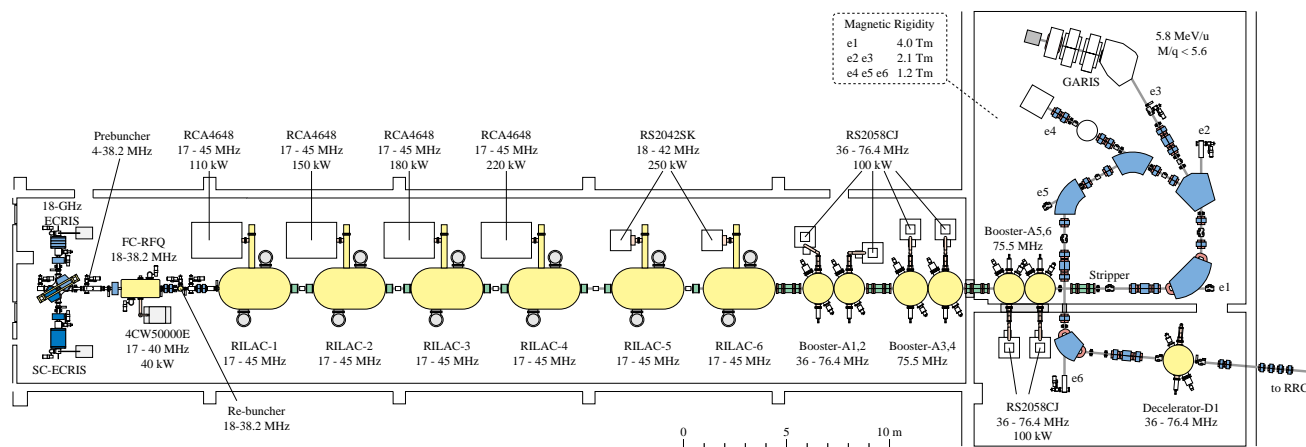 Magnetic Rigidity
e1 4.0 Tm
e2 e3 2.1 Tm
e4 e5 e6 1.2 Tm
5.8 MeV/u
M/q < 5.6
GARIS
e3
e4
e2
e5
Prebuncher
4-38.2 MHz
RCA4648
17 - 45 MHz
110 kW
RCA4648
17 - 45 MHz
150 kW
RCA4648
17 - 45 MHz
180 kW
RCA4648
17 - 45 MHz
220 kW
RS2042SK
18 - 42 MHz
250 kW
RS2058CJ
36 - 76.4 MHz
100 kW
18-GHz
ECRIS
FC-RFQ
18-38.2 MHz
Booster-A5,6
75.5 MHz
Stripper
e1
4CW50000E
17 - 40 MHz
40 kW
SC-ECRIS
RILAC-1
17 - 45 MHz
RILAC-2
17 - 45 MHz
RILAC-3
17 - 45 MHz
RILAC-4
17 - 45 MHz
RILAC-5
17 - 45 MHz
RILAC-6
17 - 45 MHz
Booster-A1,2
36 - 76.4 MHz
Booster-A3,4
75.5 MHz
e6
to RRC
Re-buncher
18-38.2 MHz
RS2058CJ
36 - 76.4 MHz
100 kW
Decelerator-D1
36 - 76.4 MHz
0 5 10 m